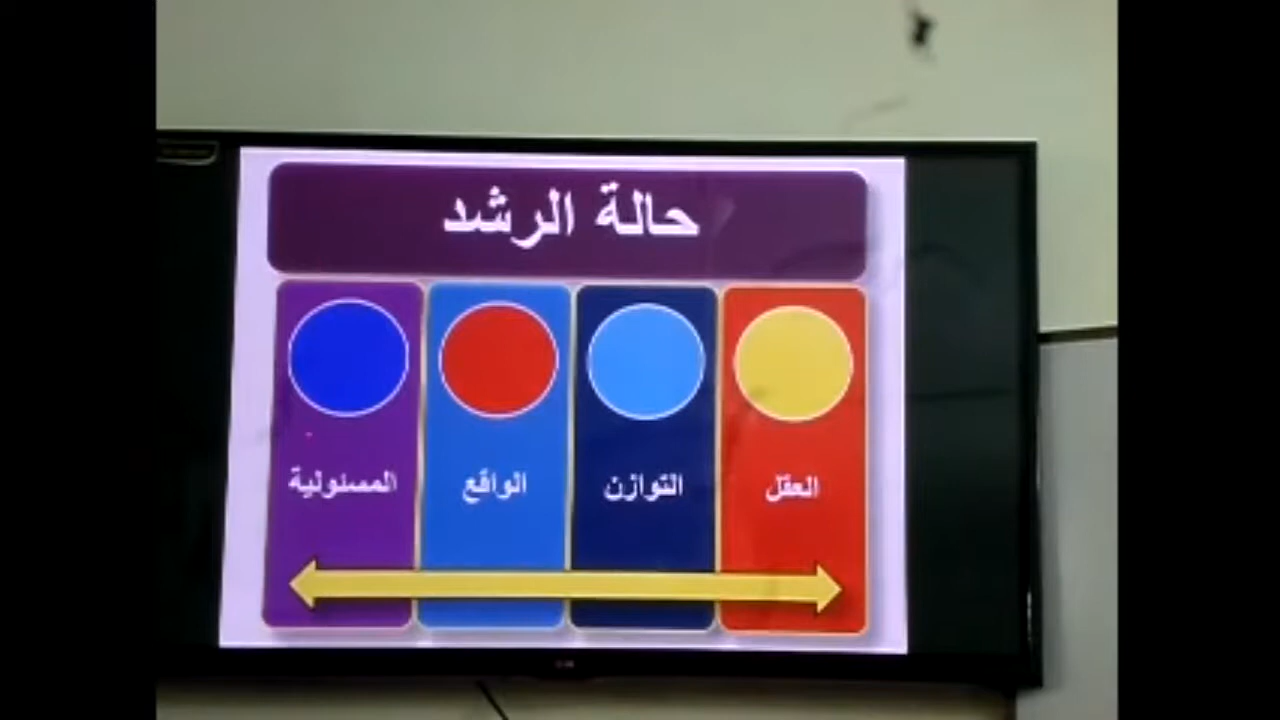 حالة الرشد
العقل
التوازن
الواقع
المسئولية